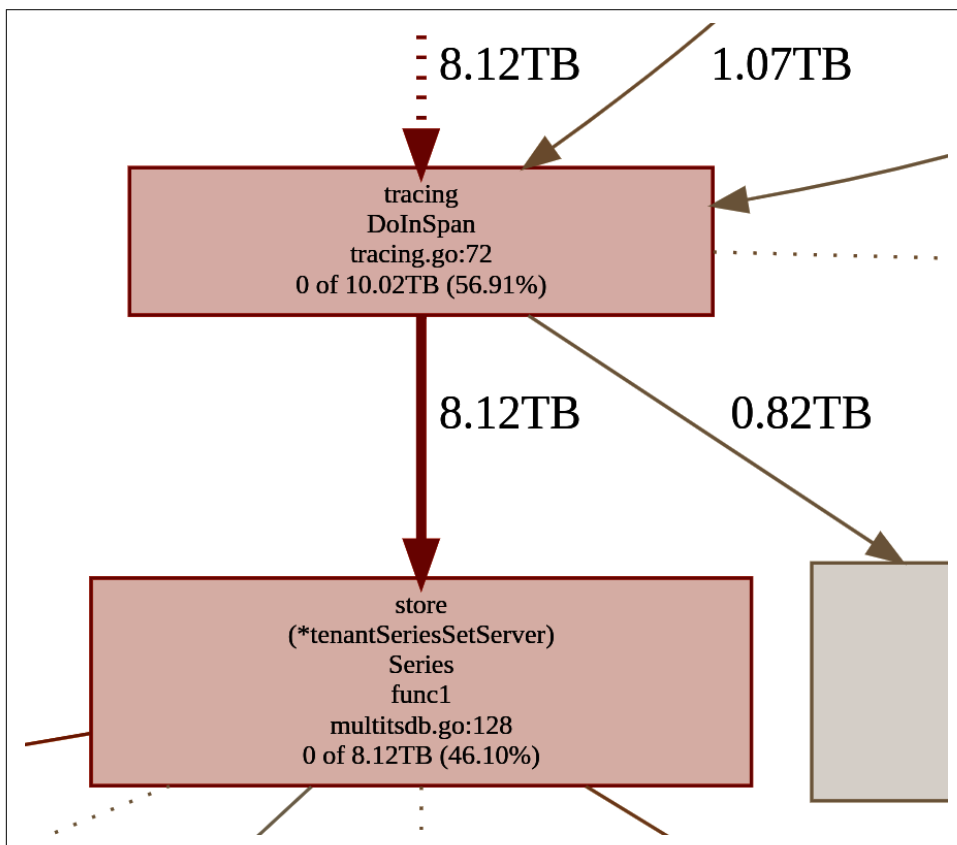 8.12TB
1.07TB
tracing
DoInSpan
tracing.go:72
0 of 10.02TB (56.91%)
8.12TB
0.82TB
store
(*tenantSeriesSetServer)
Series
func1
multitsdb.go:128
0 of 8.12TB (46.10%)